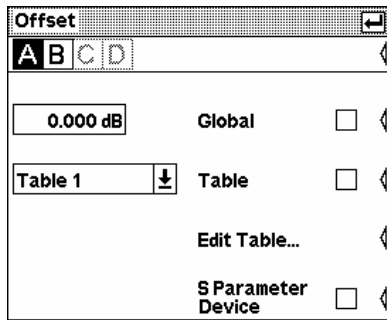 Offset
A B C D
0.000 dB Global
Table 1 Table
Edit Table...
S Parameter
Device